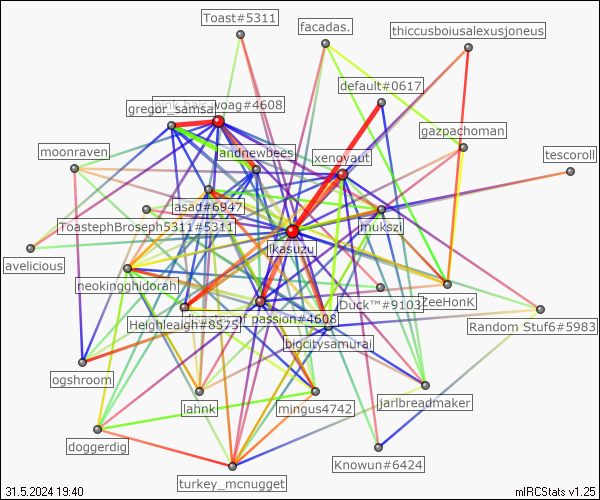 Toast#5311
facadas.
thiccusboiusalexusjoneus
default#0617
woag#4608
gregor_samsa
gazpachoman
moonraven
andnewbees
xenoyaut
tescoroll
asad#6947
ToastephBroseph5311#5311
mukszi
ikasuzu
avelicious
neokingghidorah
Duck™#9103
ZeeHonK
Heighleaigh#8575
of passion#4608
Random Stuf6#5983
bigcitysamurai
ogshroom
lahnk
mingus4742
jarlbreadmaker
doggerdig
Knowun#6424
turkey_mcnugget
31.5.2024 19:40
mIRCStats v1.25